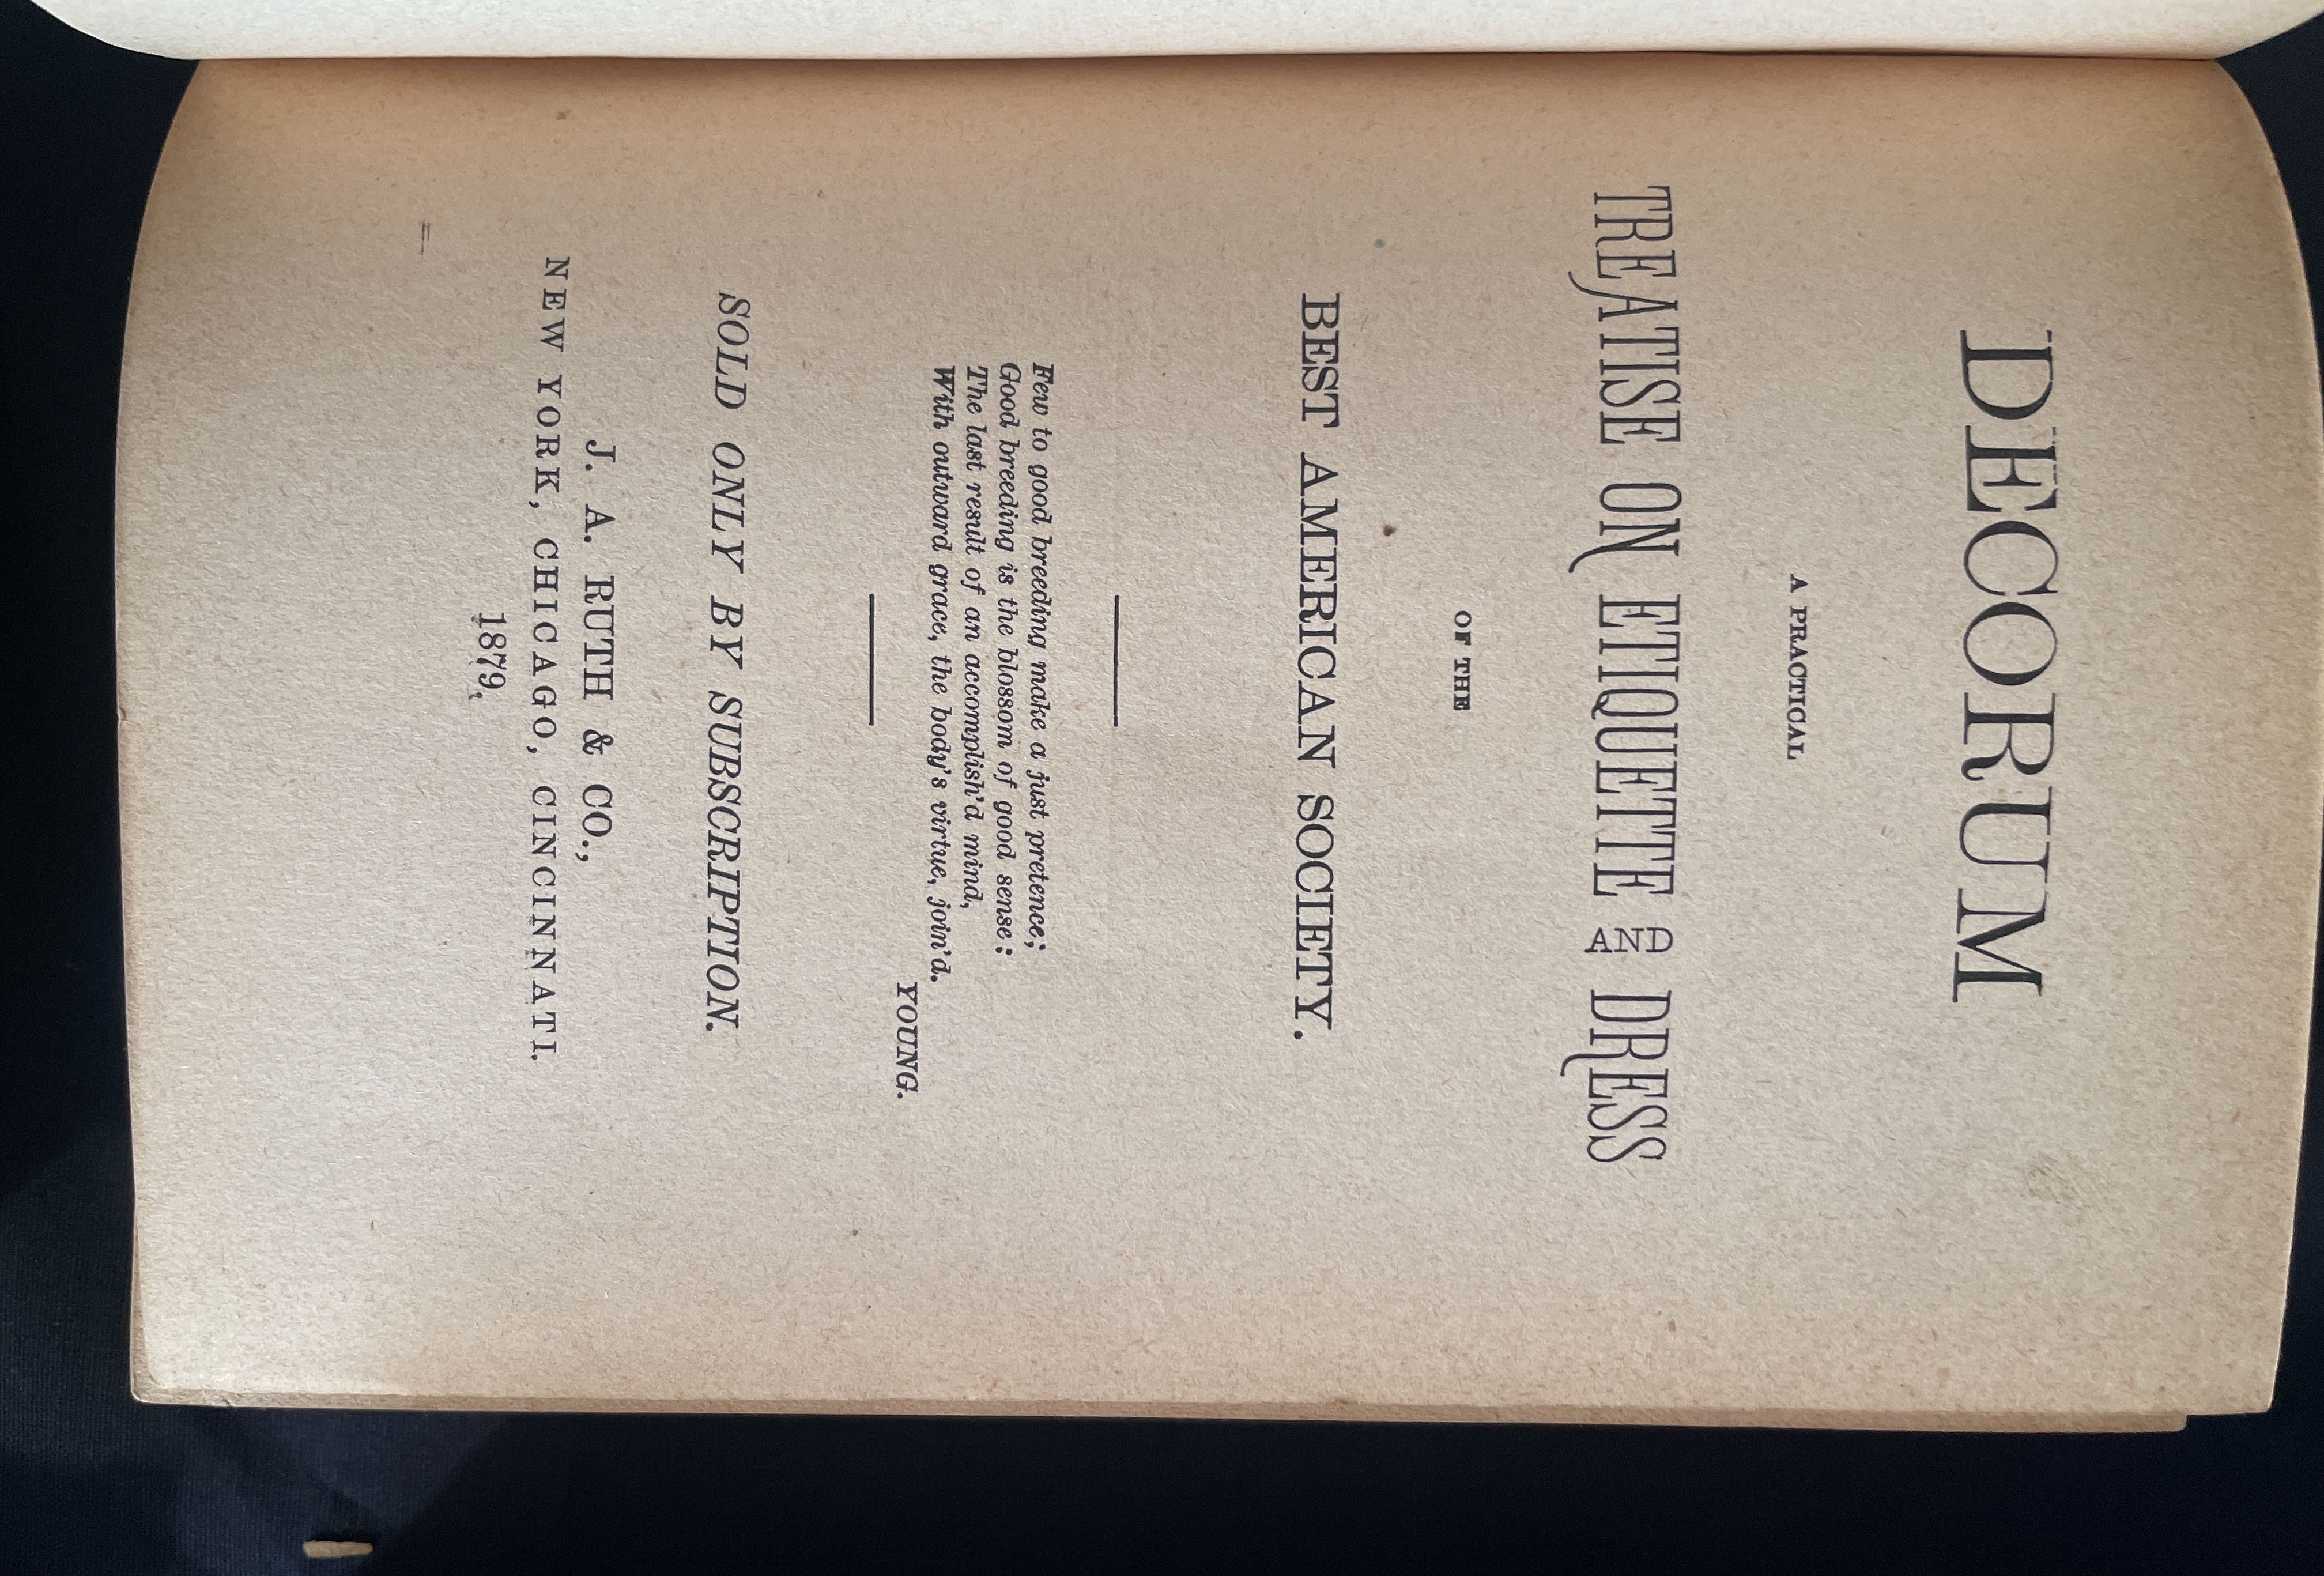 DECORUM
A PRACTICAL
TREATISE ON ETIQUETTE AND DRESS
OF THE
BEST AMERICAN SOCIETY.
Few to good breeding make a just pretence;
Good breeding is the blossom of good sense;
The last result of an accomplish'd mind,
With outward grace, the body's virtue, join'd.
YOUNG.
SOLD ONLY BY SUBSCRIPTION.
J. A. RUTH & CO.,
NEW YORK, CHICAGO, CINCINNATI.
1879,